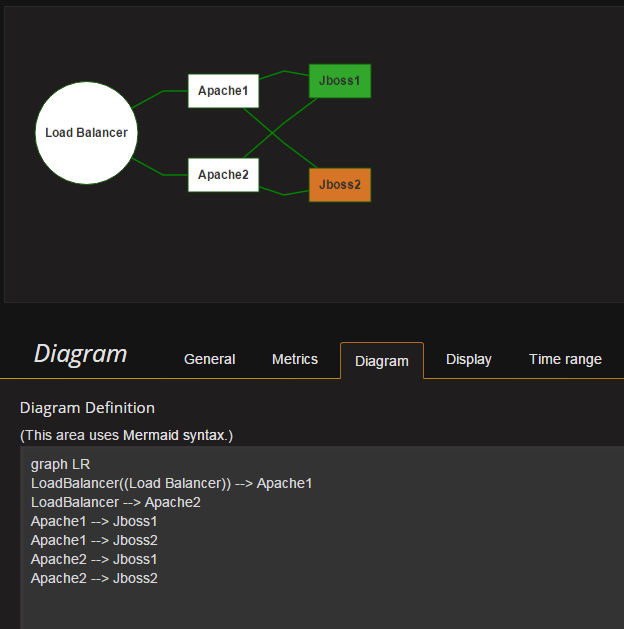 Load Balancer
Apache1
Apache2
Jboss1
Jboss2
Diagram
General Metrics Diagram Display Time range
Diagram Definition
(This area uses Mermaid syntax.)
graph LR
LoadBalancer((Load Balancer)) --> Apache1
LoadBalancer --> Apache2
Apache1 --> Jboss1
Apache1 --> Jboss2
Apache2 --> Jboss1
Apache2 --> Jboss2